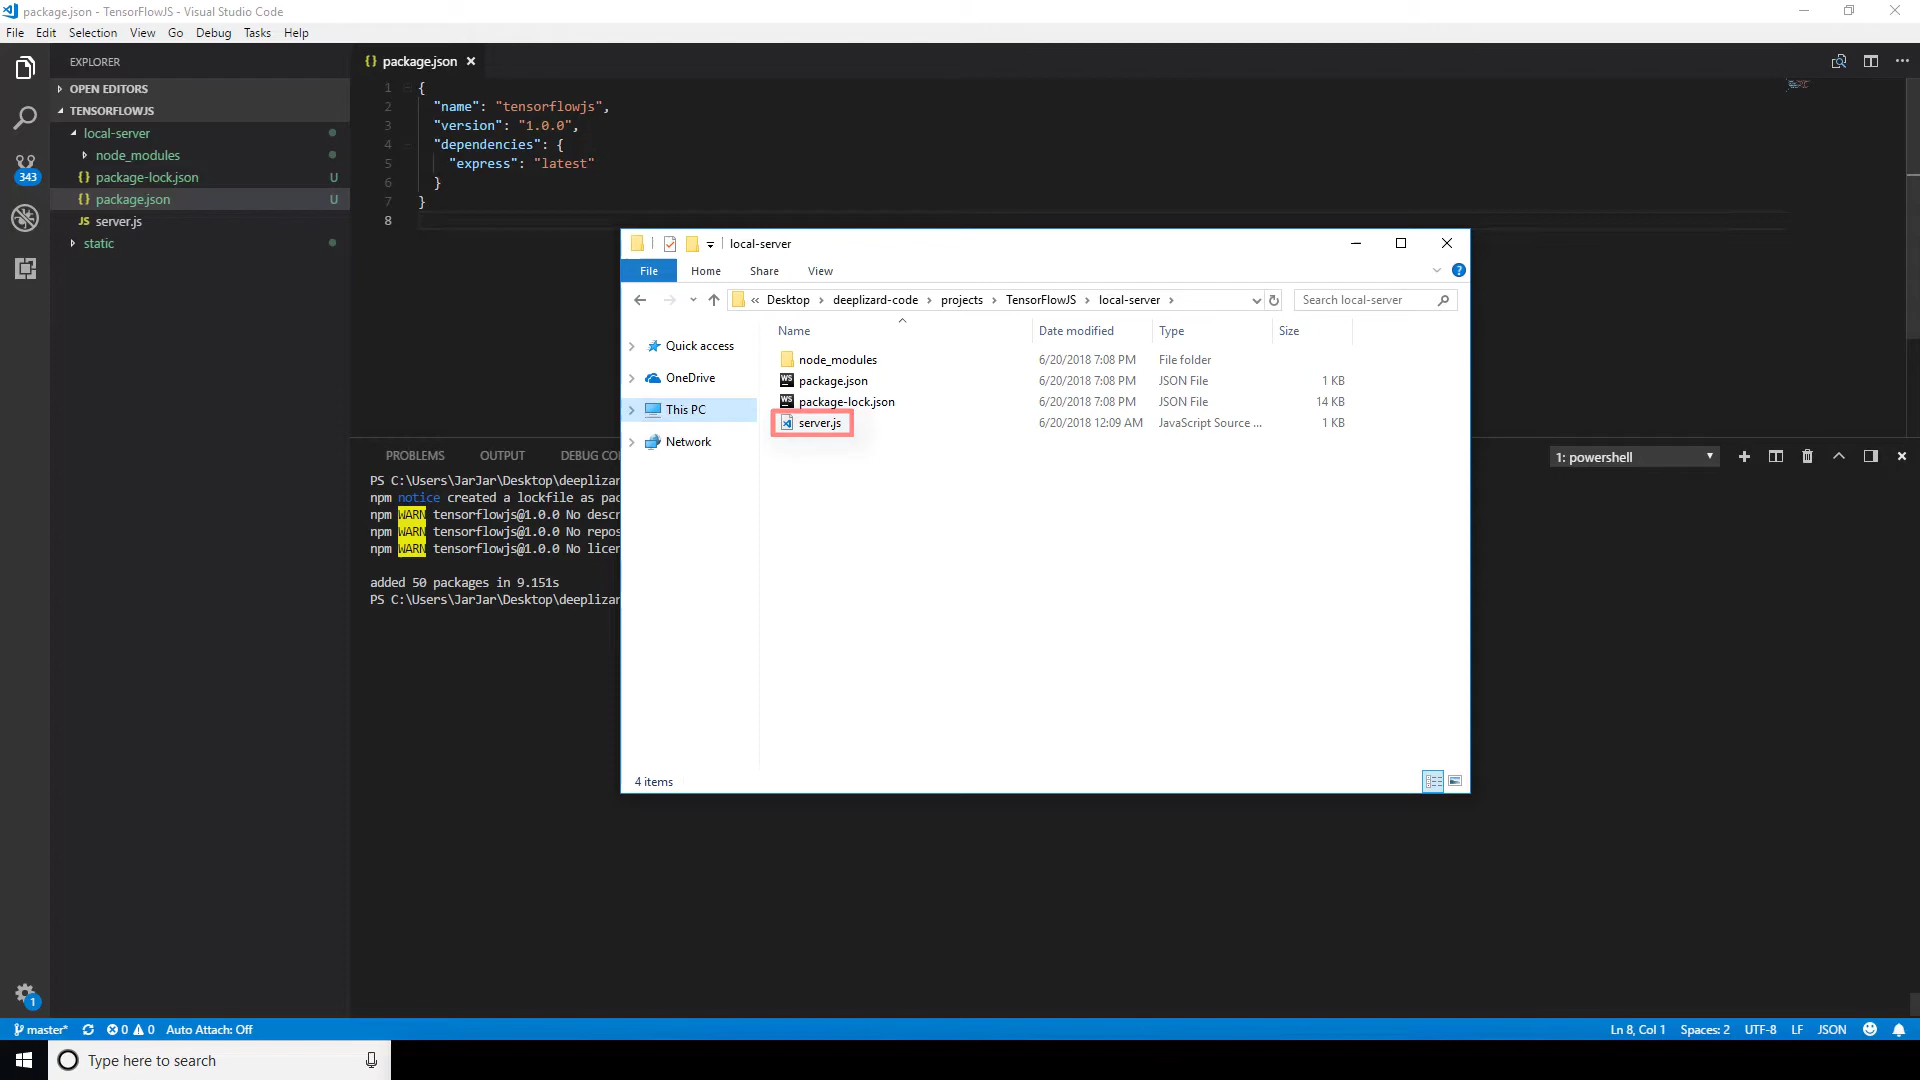 package.json - TensorFlowJS - Visual Studio Code
File Edit Selection View Go Debug Tasks Help
EXPLORER
OPEN EDITORS
TENSORFLOWJS
local-server
node_modules
{} package-lock.json U
{} package.json U
JS server.js
static
343
1
{} package.json
1 {
2 "name": "tensorflowjs",
3 "version": "1.0.0",
4 "dependencies": {
5 "express": "latest"
6 }
7 }
8
local-server
File Home Share View
« Desktop › deeplizard-code › projects › TensorFlowJS › local-server ›
Search local-server
Quick access
OneDrive
This PC
Network
Name Date modified Type Size
node_modules 6/20/2018 7:08 PM File folder
package.json 6/20/2018 7:08 PM JSON File 1 KB
package-lock.json 6/20/2018 7:08 PM JSON File 14 KB
server.js 6/20/2018 12:09 AM JavaScript Source ... 1 KB
4 items
PROBLEMS OUTPUT DEBUG CO
1: powershell
PS C:\Users\JarJar\Desktop\deeplizar
npm notice created a lockfile as pac
npm WARN tensorflowjs@1.0.0 No descr
npm WARN tensorflowjs@1.0.0 No repos
npm WARN tensorflowjs@1.0.0 No licen
added 50 packages in 9.151s
PS C:\Users\JarJar\Desktop\deeplizar
master* 0 0 Auto Attach: Off
Ln 8, Col 1 Spaces: 2 UTF-8 LF JSON
Type here to search